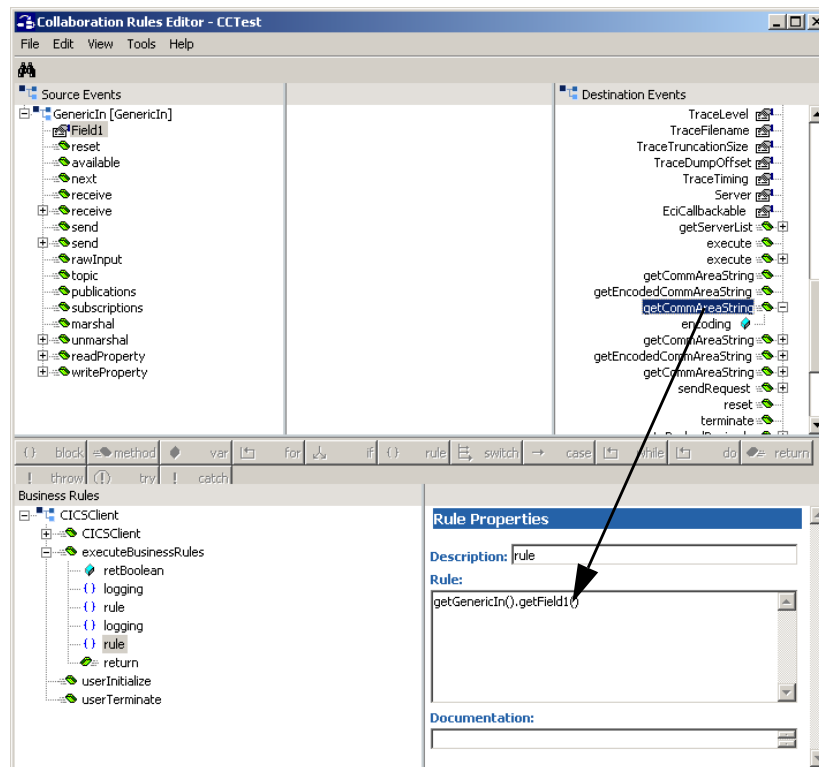 Collaboration Rules Editor - CCTest
File Edit View Tools Help
Source Events
GenericIn [GenericIn]
Field1
reset
available
next
receive
receive
send
send
rawInput
topic
publications
subscriptions
marshal
unmarshal
readProperty
writeProperty
Destination Events
TraceLevel
TraceFilename
TraceTruncationSize
TraceDumpOffset
TraceTiming
Server
EciCallbackable
getServerList
execute
execute
getCommAreaString
getEncodedCommAreaString
getCommAreaString
encoding
getCommAreaString
getEncodedCommAreaString
getCommAreaString
sendRequest
reset
terminate
block method var for if rule switch case while do return
throw try catch
Business Rules
CICSClient
CICSClient
executeBusinessRules
retBoolean
logging
rule
logging
rule
return
userInitialize
userTerminate
Rule Properties
Description: rule
Rule:
getGenericIn().getField1()
Documentation: